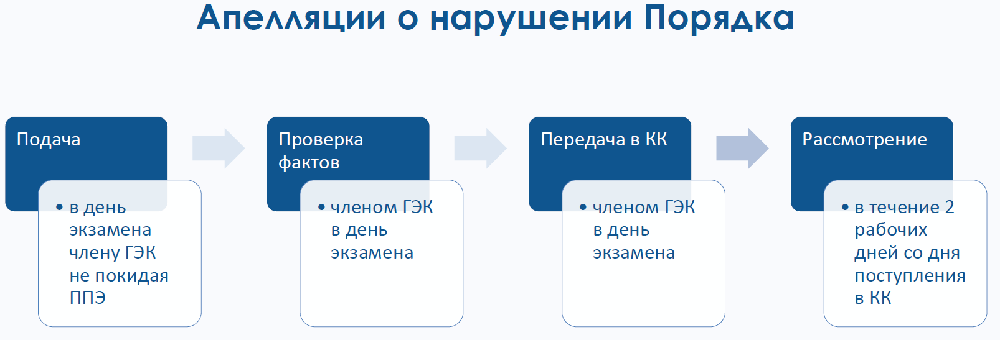 Апелляции о нарушении Порядка
Подача
• в день
экзамена
члену ГЭК
не покидая
ППЭ
Проверка
фактов
• членом ГЭК
в день
экзамена
Передача в КК
• членом ГЭК
в день
экзамена
Рассмотрение
• в течение 2
рабочих
дней со дня
поступления
в КК